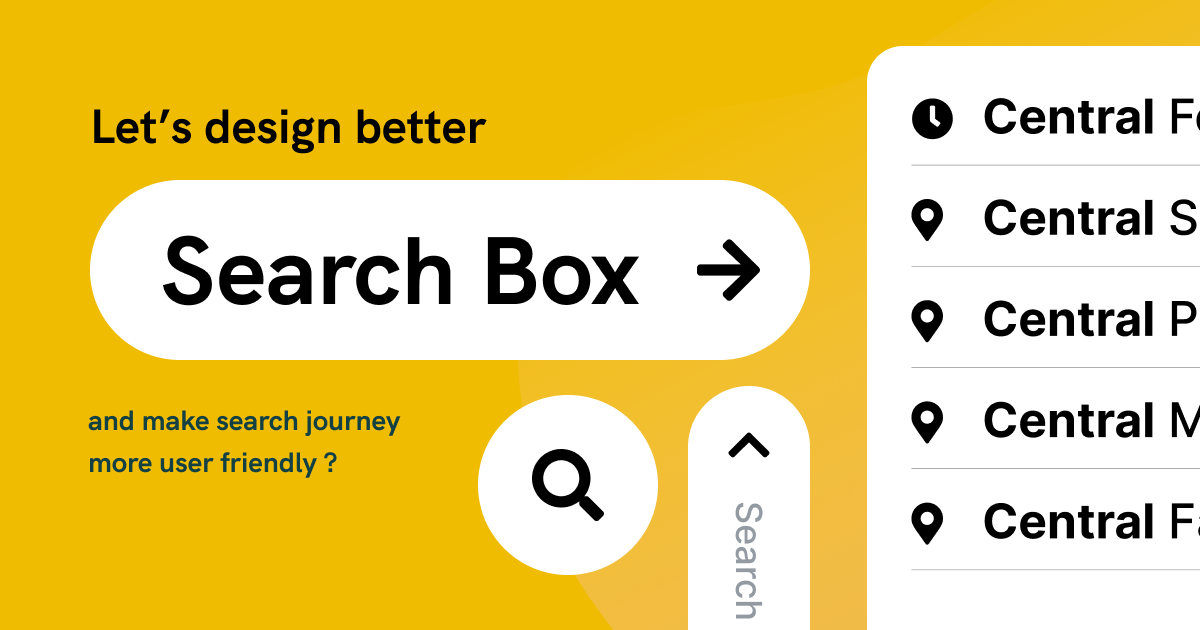 Let’s design better
Search Box
and make search journey
more user friendly ?
Search
Central
Central
Central
Central
Central